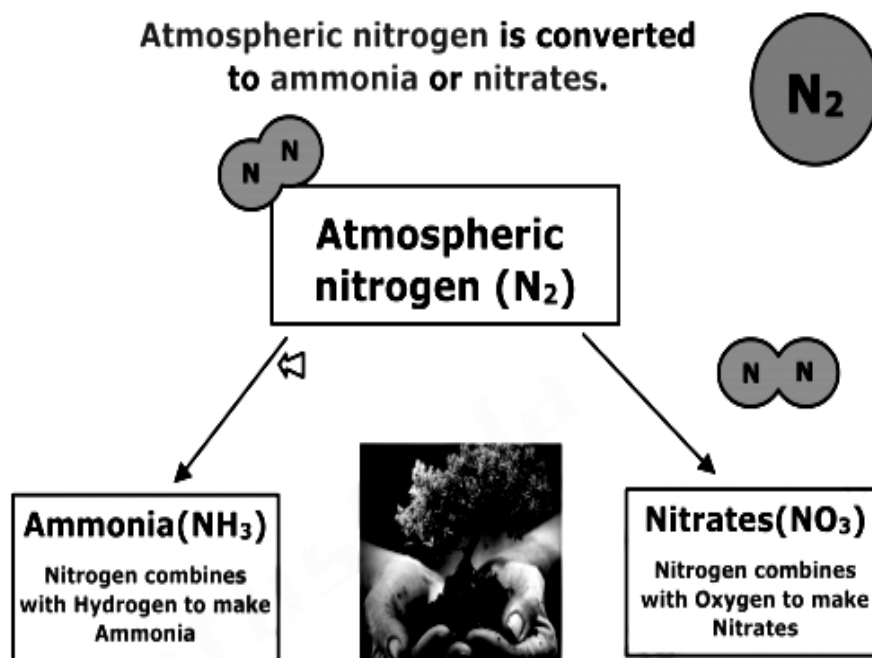 Atmospheric nitrogen is converted
to ammonia or nitrates.
N₂
N
N
Atmospheric
nitrogen (N₂)
N N
Ammonia(NH₃)
Nitrogen combines
with Hydrogen to make
Ammonia
Nitrates(NO₃)
Nitrogen combines
with Oxygen to make
Nitrates